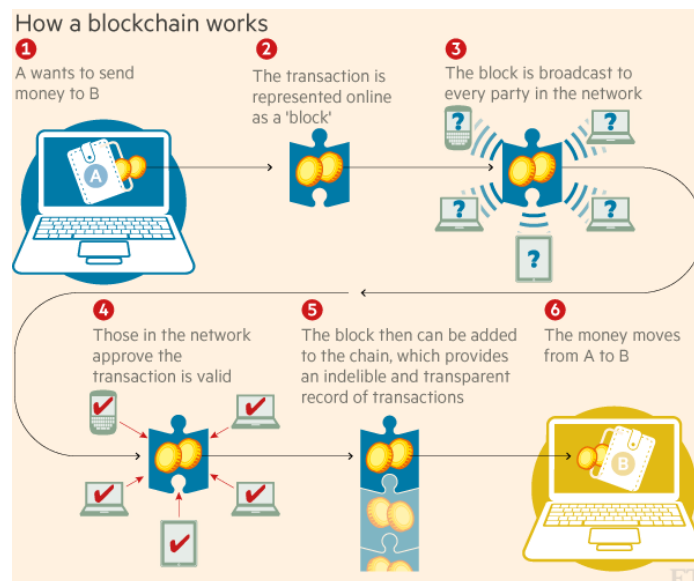 How a blockchain works
1
A wants to send
money to B
2
The transaction is
represented online
as a 'block'
3
The block is broadcast to
every party in the network
A
?
?
?
?
?
4
Those in the network
approve the
transaction is valid
5
The block then can be added
to the chain, which provides
an indelible and transparent
record of transactions
6
The money moves
from A to B
B